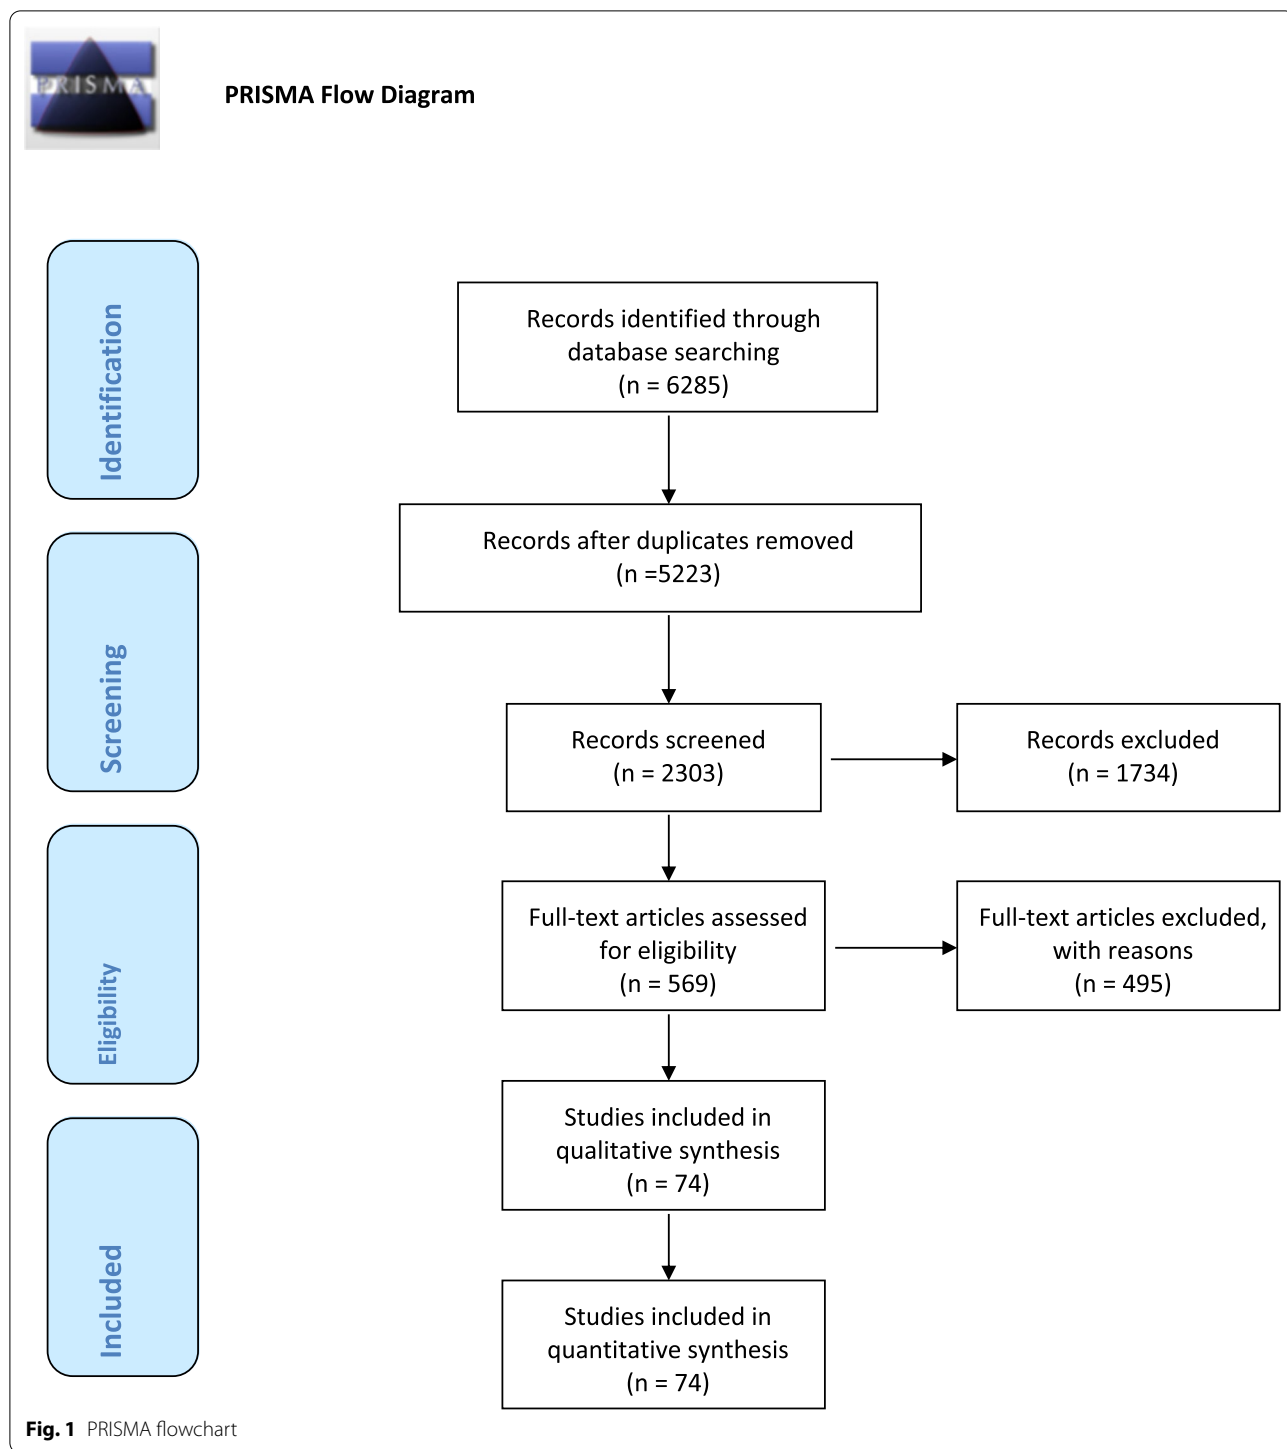 PRISMA
PRISMA Flow Diagram
Identification
Records identified through
database searching
(n = 6285)
Records after duplicates removed
(n =5223)
Screening
Records screened
(n = 2303)
Records excluded
(n = 1734)
Eligibility
Full-text articles assessed
for eligibility
(n = 569)
Full-text articles excluded,
with reasons
(n = 495)
Included
Studies included in
qualitative synthesis
(n = 74)
Studies included in
quantitative synthesis
(n = 74)
Fig. 1 PRISMA flowchart